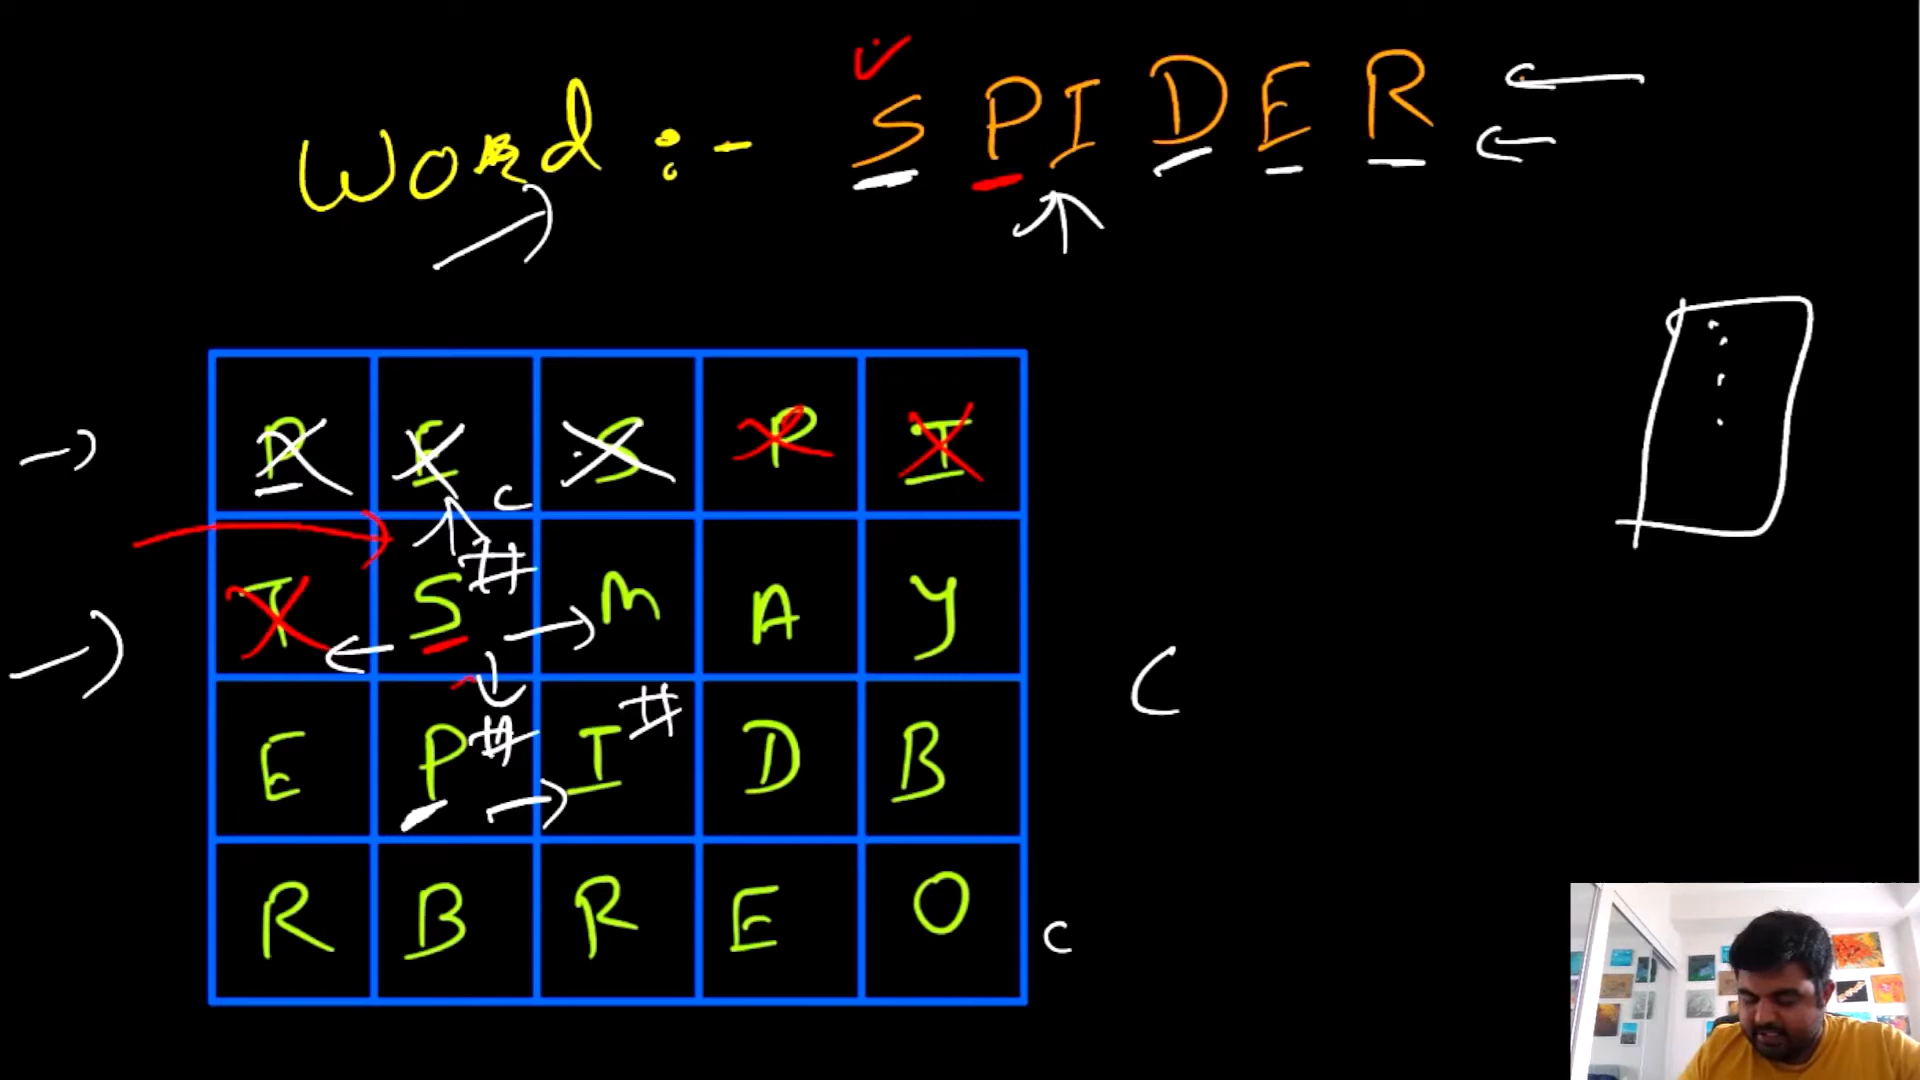 Word :- SPIDER
P E S P I
C
#
I S M A Y
C
# #
E P I D B
R B R E O C